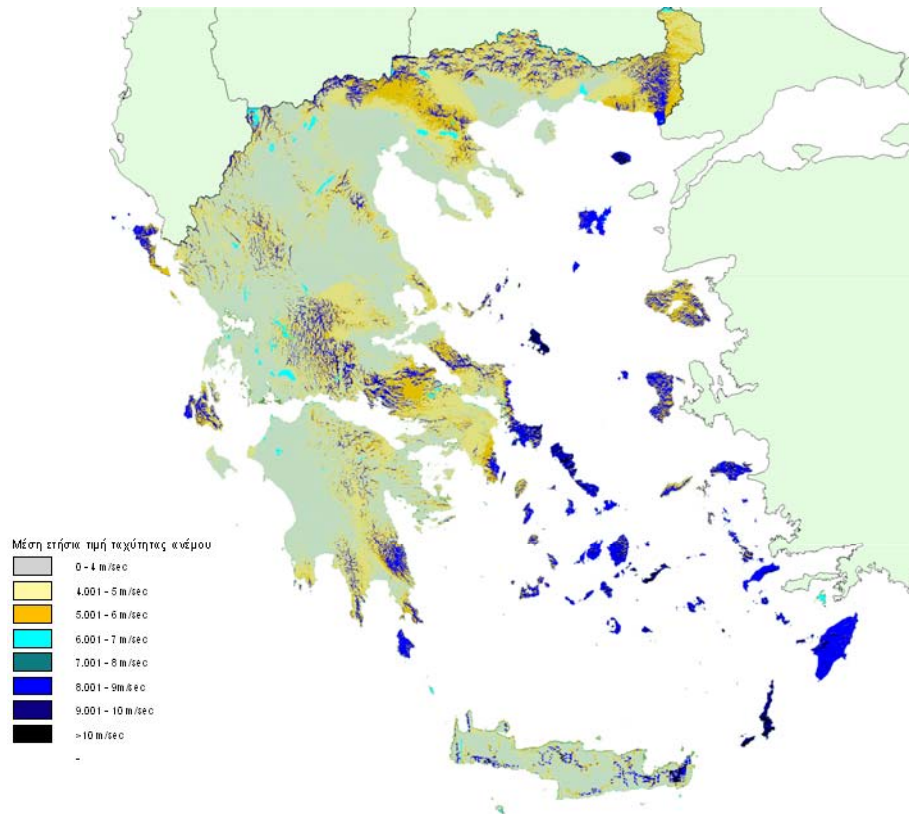 Μέση ετήσια τιμή ταχύτητας ανέμου
0 - 4 m/sec
4.001 - 5 m/sec
5.001 - 6 m/sec
6.001 - 7 m/sec
7.001 - 8 m/sec
8.001 - 9m/sec
9.001 - 10 m/sec
>10 m/sec
-